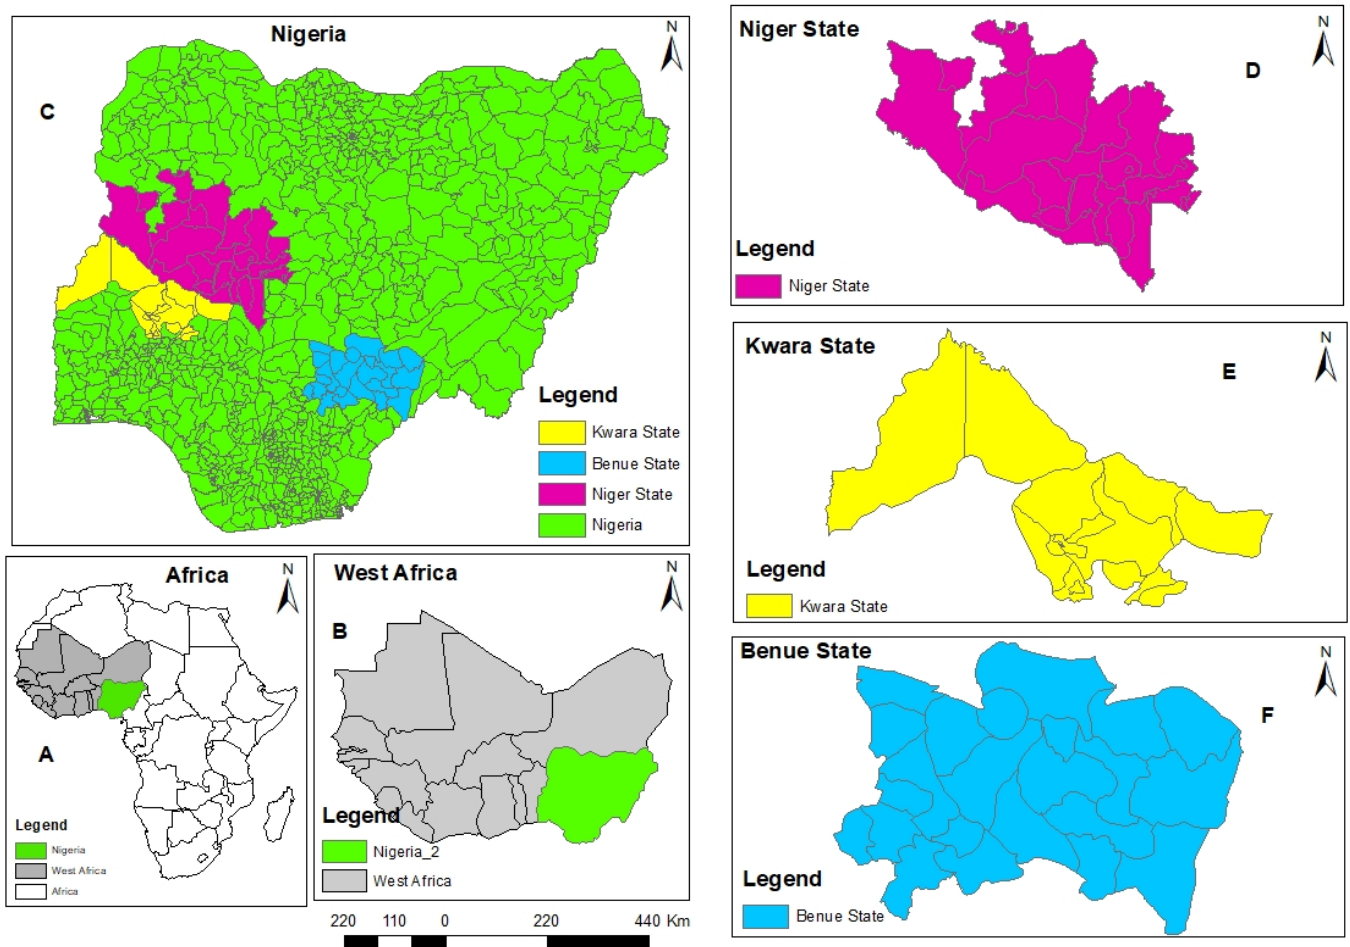 Nigeria
N
C
Legend
Kwara State
Benue State
Niger State
Nigeria
Africa
N
A
Legend
Nigeria
West Africa
Africa
West Africa
N
B
Legend
Nigeria_2
West Africa
220 110 0 220 440 Km
Niger State
N
D
Legend
Niger State
Kwara State
N
E
Legend
Kwara State
Benue State
N
F
Legend
Benue State